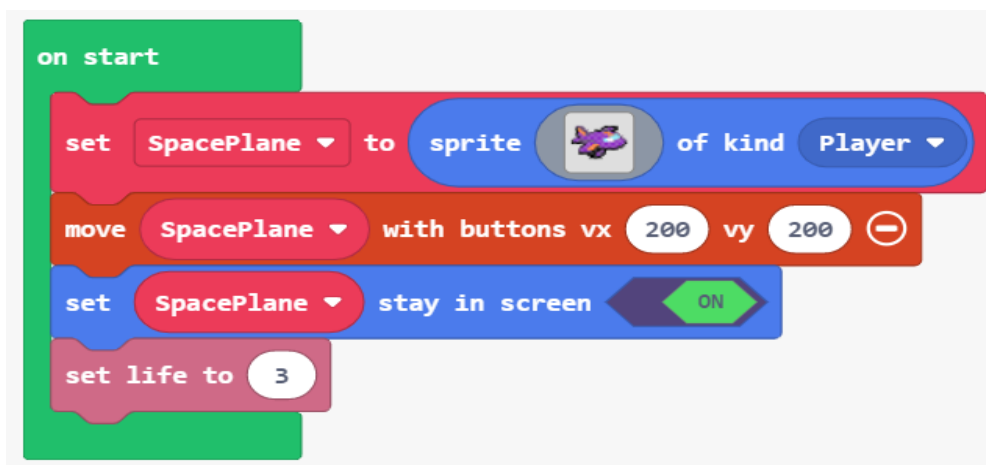 on start
set SpacePlane to sprite of kind Player
move SpacePlane with buttons vx 200 vy 200
set SpacePlane stay in screen ON
set life to 3